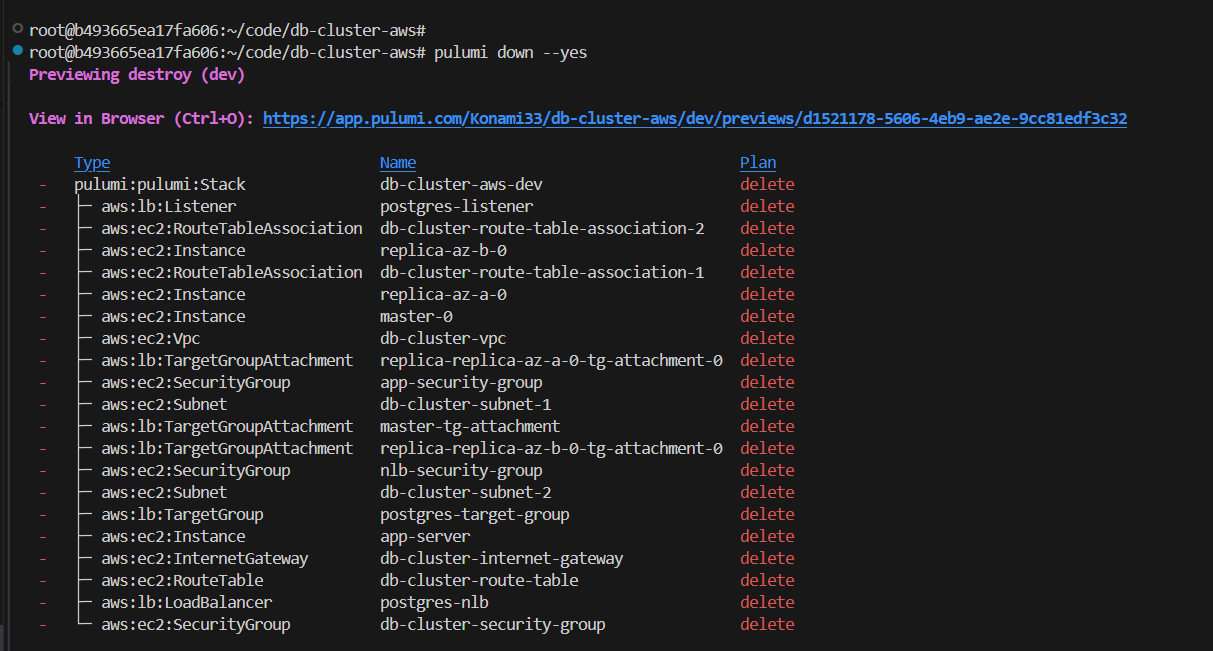 root@b493665ea17fa606:~/code/db-cluster-aws#
root@b493665ea17fa606:~/code/db-cluster-aws# pulumi down --yes
Previewing destroy (dev)
View in Browser (Ctrl+O): https://app.pulumi.com/Konami33/db-cluster-aws/dev/previews/d1521178-5606-4eb9-ae2e-9cc81edf3c32
Type Name Plan
- pulumi:pulumi:Stack db-cluster-aws-dev delete
- ├─ aws:lb:Listener postgres-listener delete
- ├─ aws:ec2:RouteTableAssociation db-cluster-route-table-association-2 delete
- ├─ aws:ec2:Instance replica-az-b-0 delete
- ├─ aws:ec2:RouteTableAssociation db-cluster-route-table-association-1 delete
- ├─ aws:ec2:Instance replica-az-a-0 delete
- ├─ aws:ec2:Instance master-0 delete
- ├─ aws:ec2:Vpc db-cluster-vpc delete
- ├─ aws:lb:TargetGroupAttachment replica-replica-az-a-0-tg-attachment-0 delete
- ├─ aws:ec2:SecurityGroup app-security-group delete
- ├─ aws:ec2:Subnet db-cluster-subnet-1 delete
- ├─ aws:lb:TargetGroupAttachment master-tg-attachment delete
- ├─ aws:lb:TargetGroupAttachment replica-replica-az-b-0-tg-attachment-0 delete
- ├─ aws:ec2:SecurityGroup nlb-security-group delete
- ├─ aws:ec2:Subnet db-cluster-subnet-2 delete
- ├─ aws:lb:TargetGroup postgres-target-group delete
- ├─ aws:ec2:Instance app-server delete
- ├─ aws:ec2:InternetGateway db-cluster-internet-gateway delete
- ├─ aws:ec2:RouteTable db-cluster-route-table delete
- ├─ aws:lb:LoadBalancer postgres-nlb delete
- └─ aws:ec2:SecurityGroup db-cluster-security-group delete